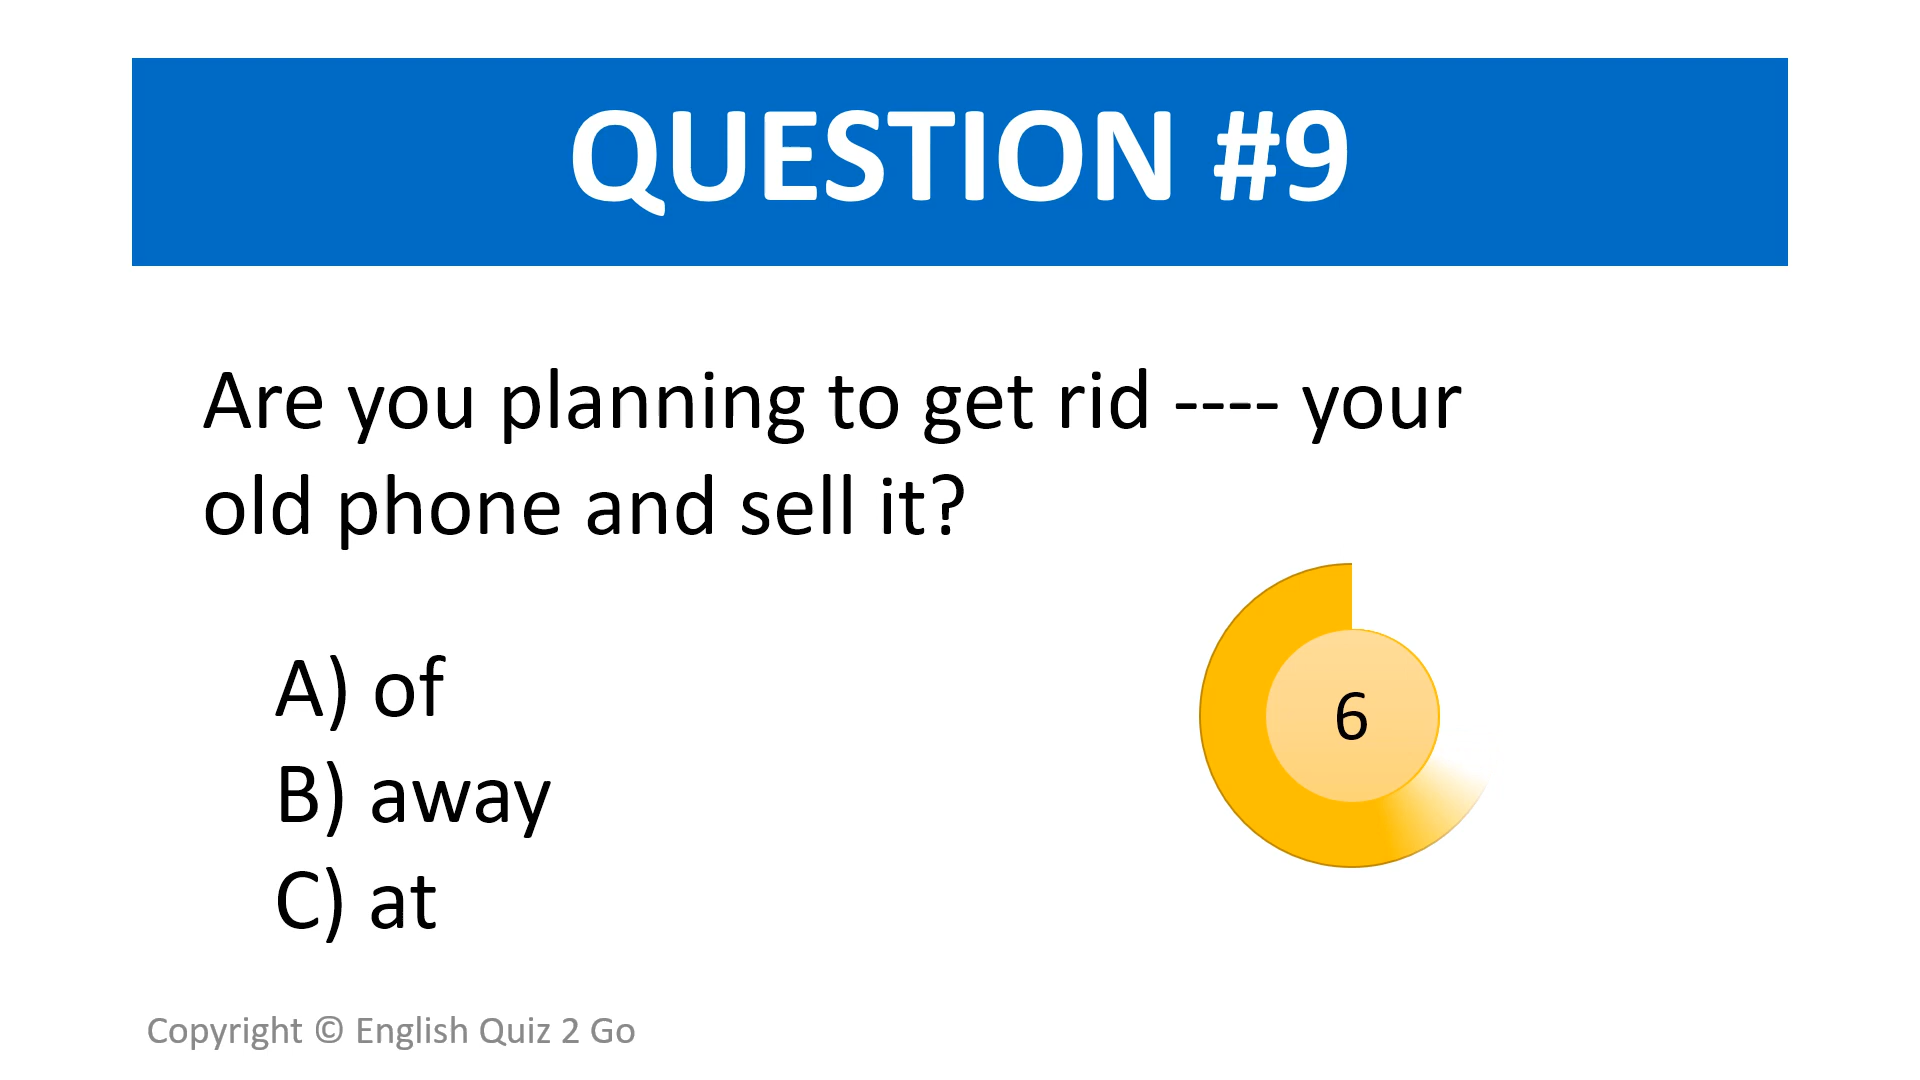 QUESTION #9
Are you planning to get rid ---- your
old phone and sell it?
A) of
B) away
C) at
6
Copyright © English Quiz 2 Go